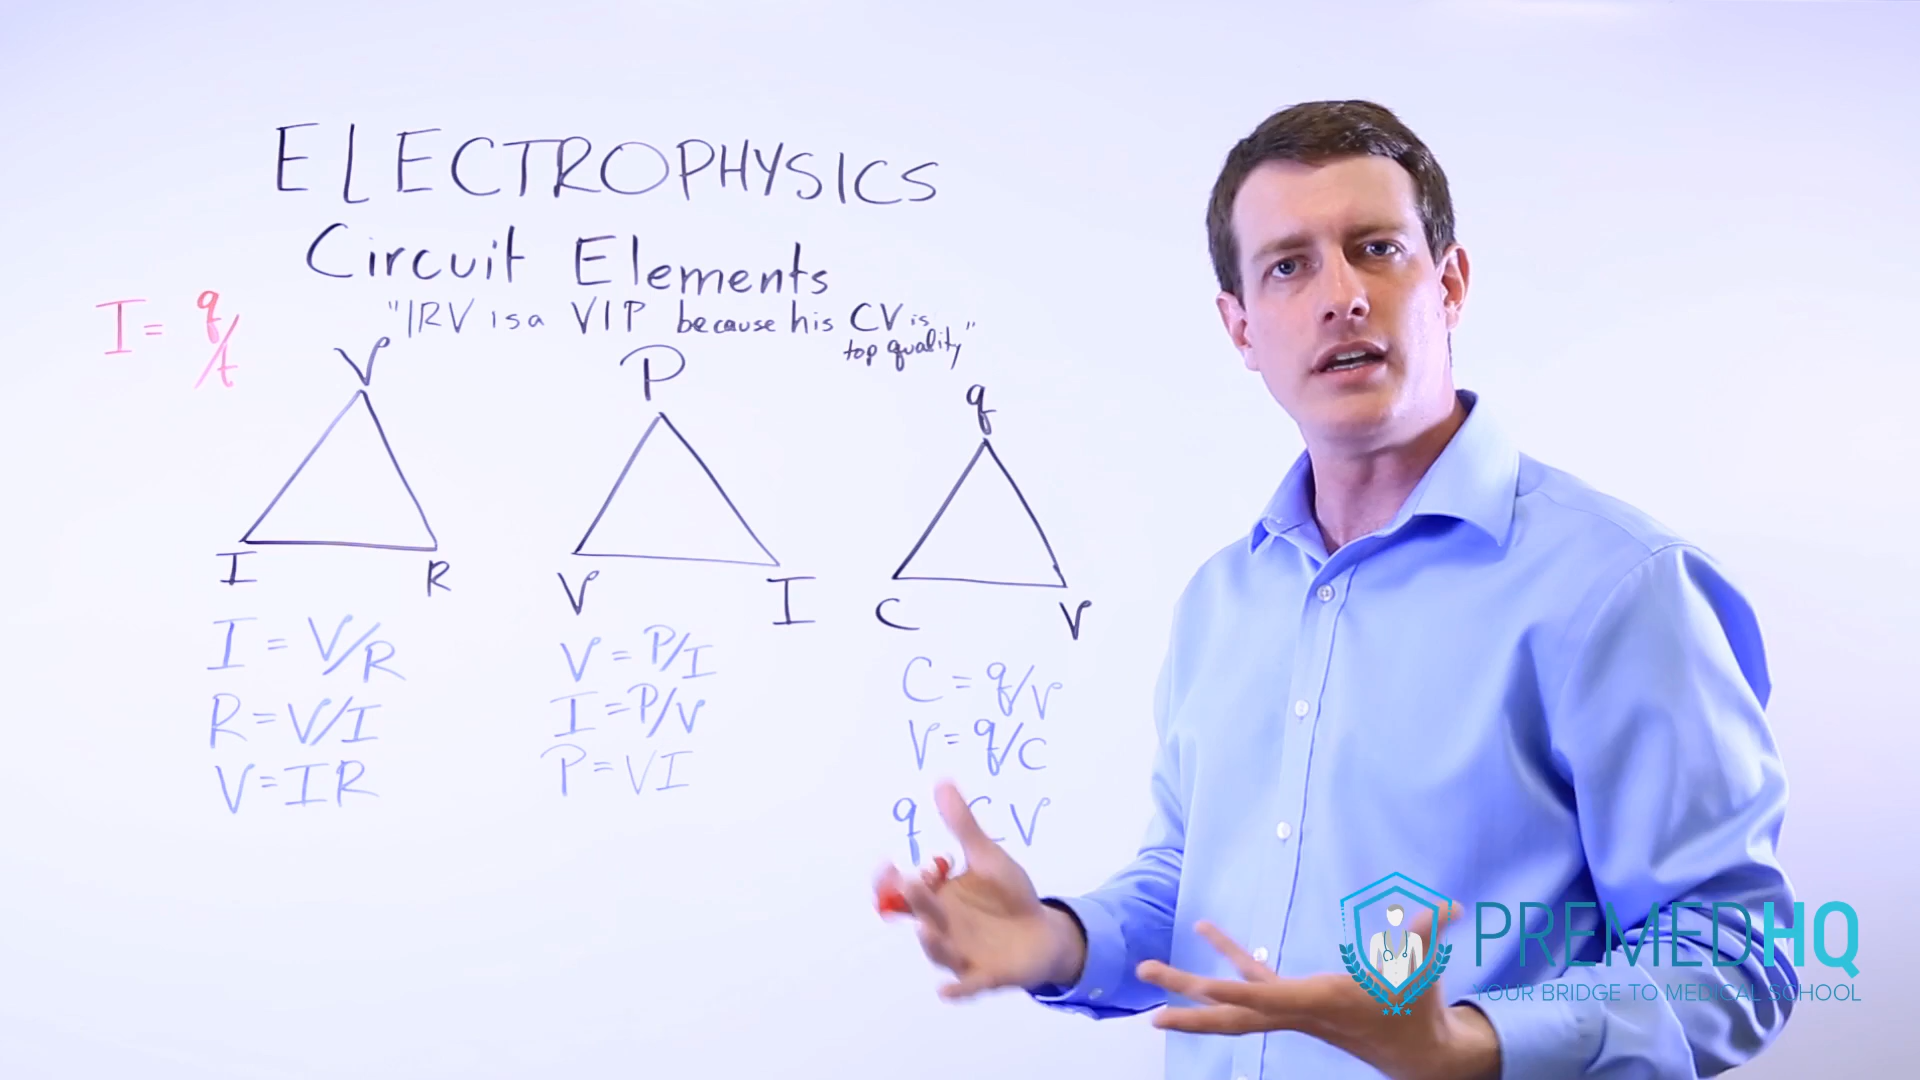 ELECTROPHYSICS
Circuit Elements
"IRV is a VIP because his CV is
top quality"
I = q/t
V
I
R
I = V/R
R = V/I
V = IR
P
V
I
V = P/I
I = P/V
P = VI
q
C
V
C = q/V
V = q/C
q CV
PREMEDHQ
YOUR BRIDGE TO MEDICAL SCHOOL